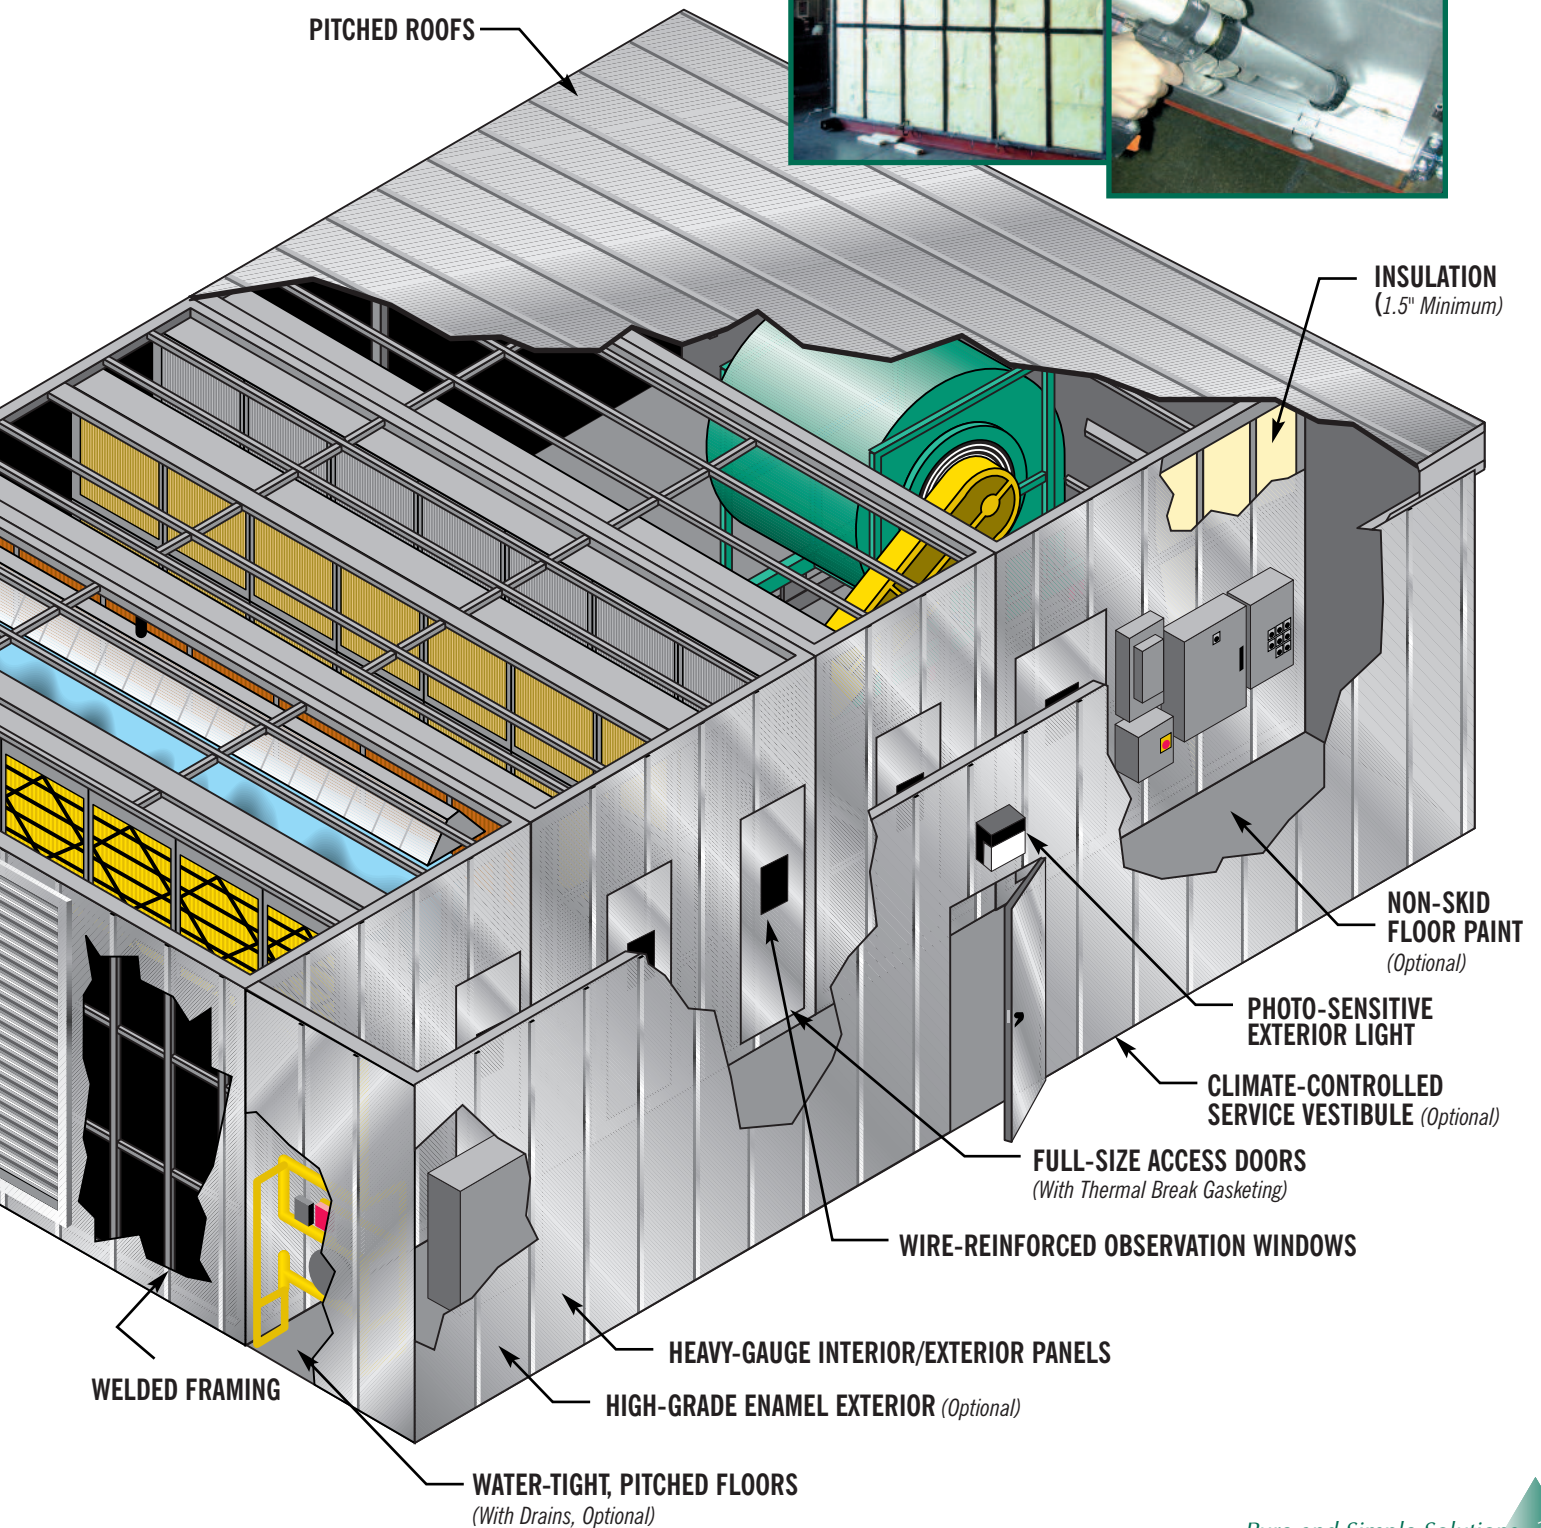 PITCHED ROOFS
INSULATION
(1.5" Minimum)
NON-SKID
FLOOR PAINT
(Optional)
PHOTO-SENSITIVE
EXTERIOR LIGHT
CLIMATE-CONTROLLED
SERVICE VESTIBULE (Optional)
FULL-SIZE ACCESS DOORS
(With Thermal Break Gasketing)
WIRE-REINFORCED OBSERVATION WINDOWS
HEAVY-GAUGE INTERIOR/EXTERIOR PANELS
WELDED FRAMING
HIGH-GRADE ENAMEL EXTERIOR (Optional)
WATER-TIGHT, PITCHED FLOORS
(With Drains, Optional)